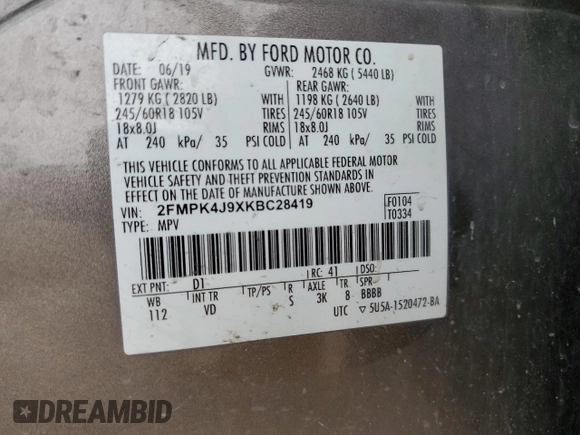 MFD. BY FORD MOTOR CO.
DATE: 06/19 GVWR: 2468 KG ( 5440 LB)
FRONT GAWR: REAR GAWR:
1279 KG ( 2820 LB) WITH 1198 KG ( 2640 LB) WITH
245/60R18 105V TIRES 245/60R18 105V TIRES
18x8.0J RIMS 18x8.0J RIMS
AT 240 kPa/ 35 PSI COLD AT 240 kPa/ 35 PSI COLD
THIS VEHICLE CONFORMS TO ALL APPLICABLE FEDERAL MOTOR
VEHICLE SAFETY AND THEFT PREVENTION STANDARDS IN
EFFECT ON THE DATE OF MANUFACTURE SHOWN ABOVE.
VIN: 2FMPK4J9XKBC28419 F0104
TYPE: MPV T0334
EXT PNT: D1 RC: 41 DSO:
WB INT TR TP/PS R AXLE TR SPR
112 VD S 3K 8 BBBB
UTC ▽ 5U5A-1520472-BA
DREAMBID